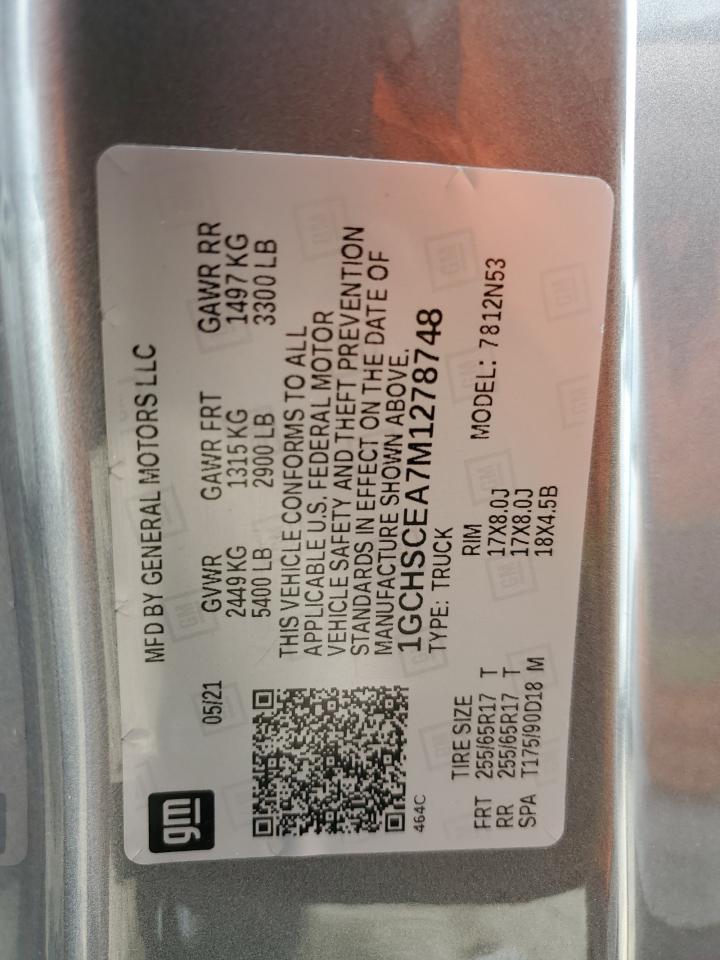 gm
MFD BY GENERAL MOTORS LLC
05/21 GVWR GAWR FRT GAWR RR
2449 KG 1315 KG 1497 KG
5400 LB 2900 LB 3300 LB
THIS VEHICLE CONFORMS TO ALL
APPLICABLE U.S. FEDERAL MOTOR
VEHICLE SAFETY AND THEFT PREVENTION
STANDARDS IN EFFECT ON THE DATE OF
MANUFACTURE SHOWN ABOVE.
1GCHSCEA7M1278748
464C
TYPE: TRUCK MODEL: 7812N53
TIRE SIZE RIM
FRT 255/65R17 T 17X8.0J
RR 255/65R17 T 17X8.0J
SPA T175/90D18 M 18X4.5B